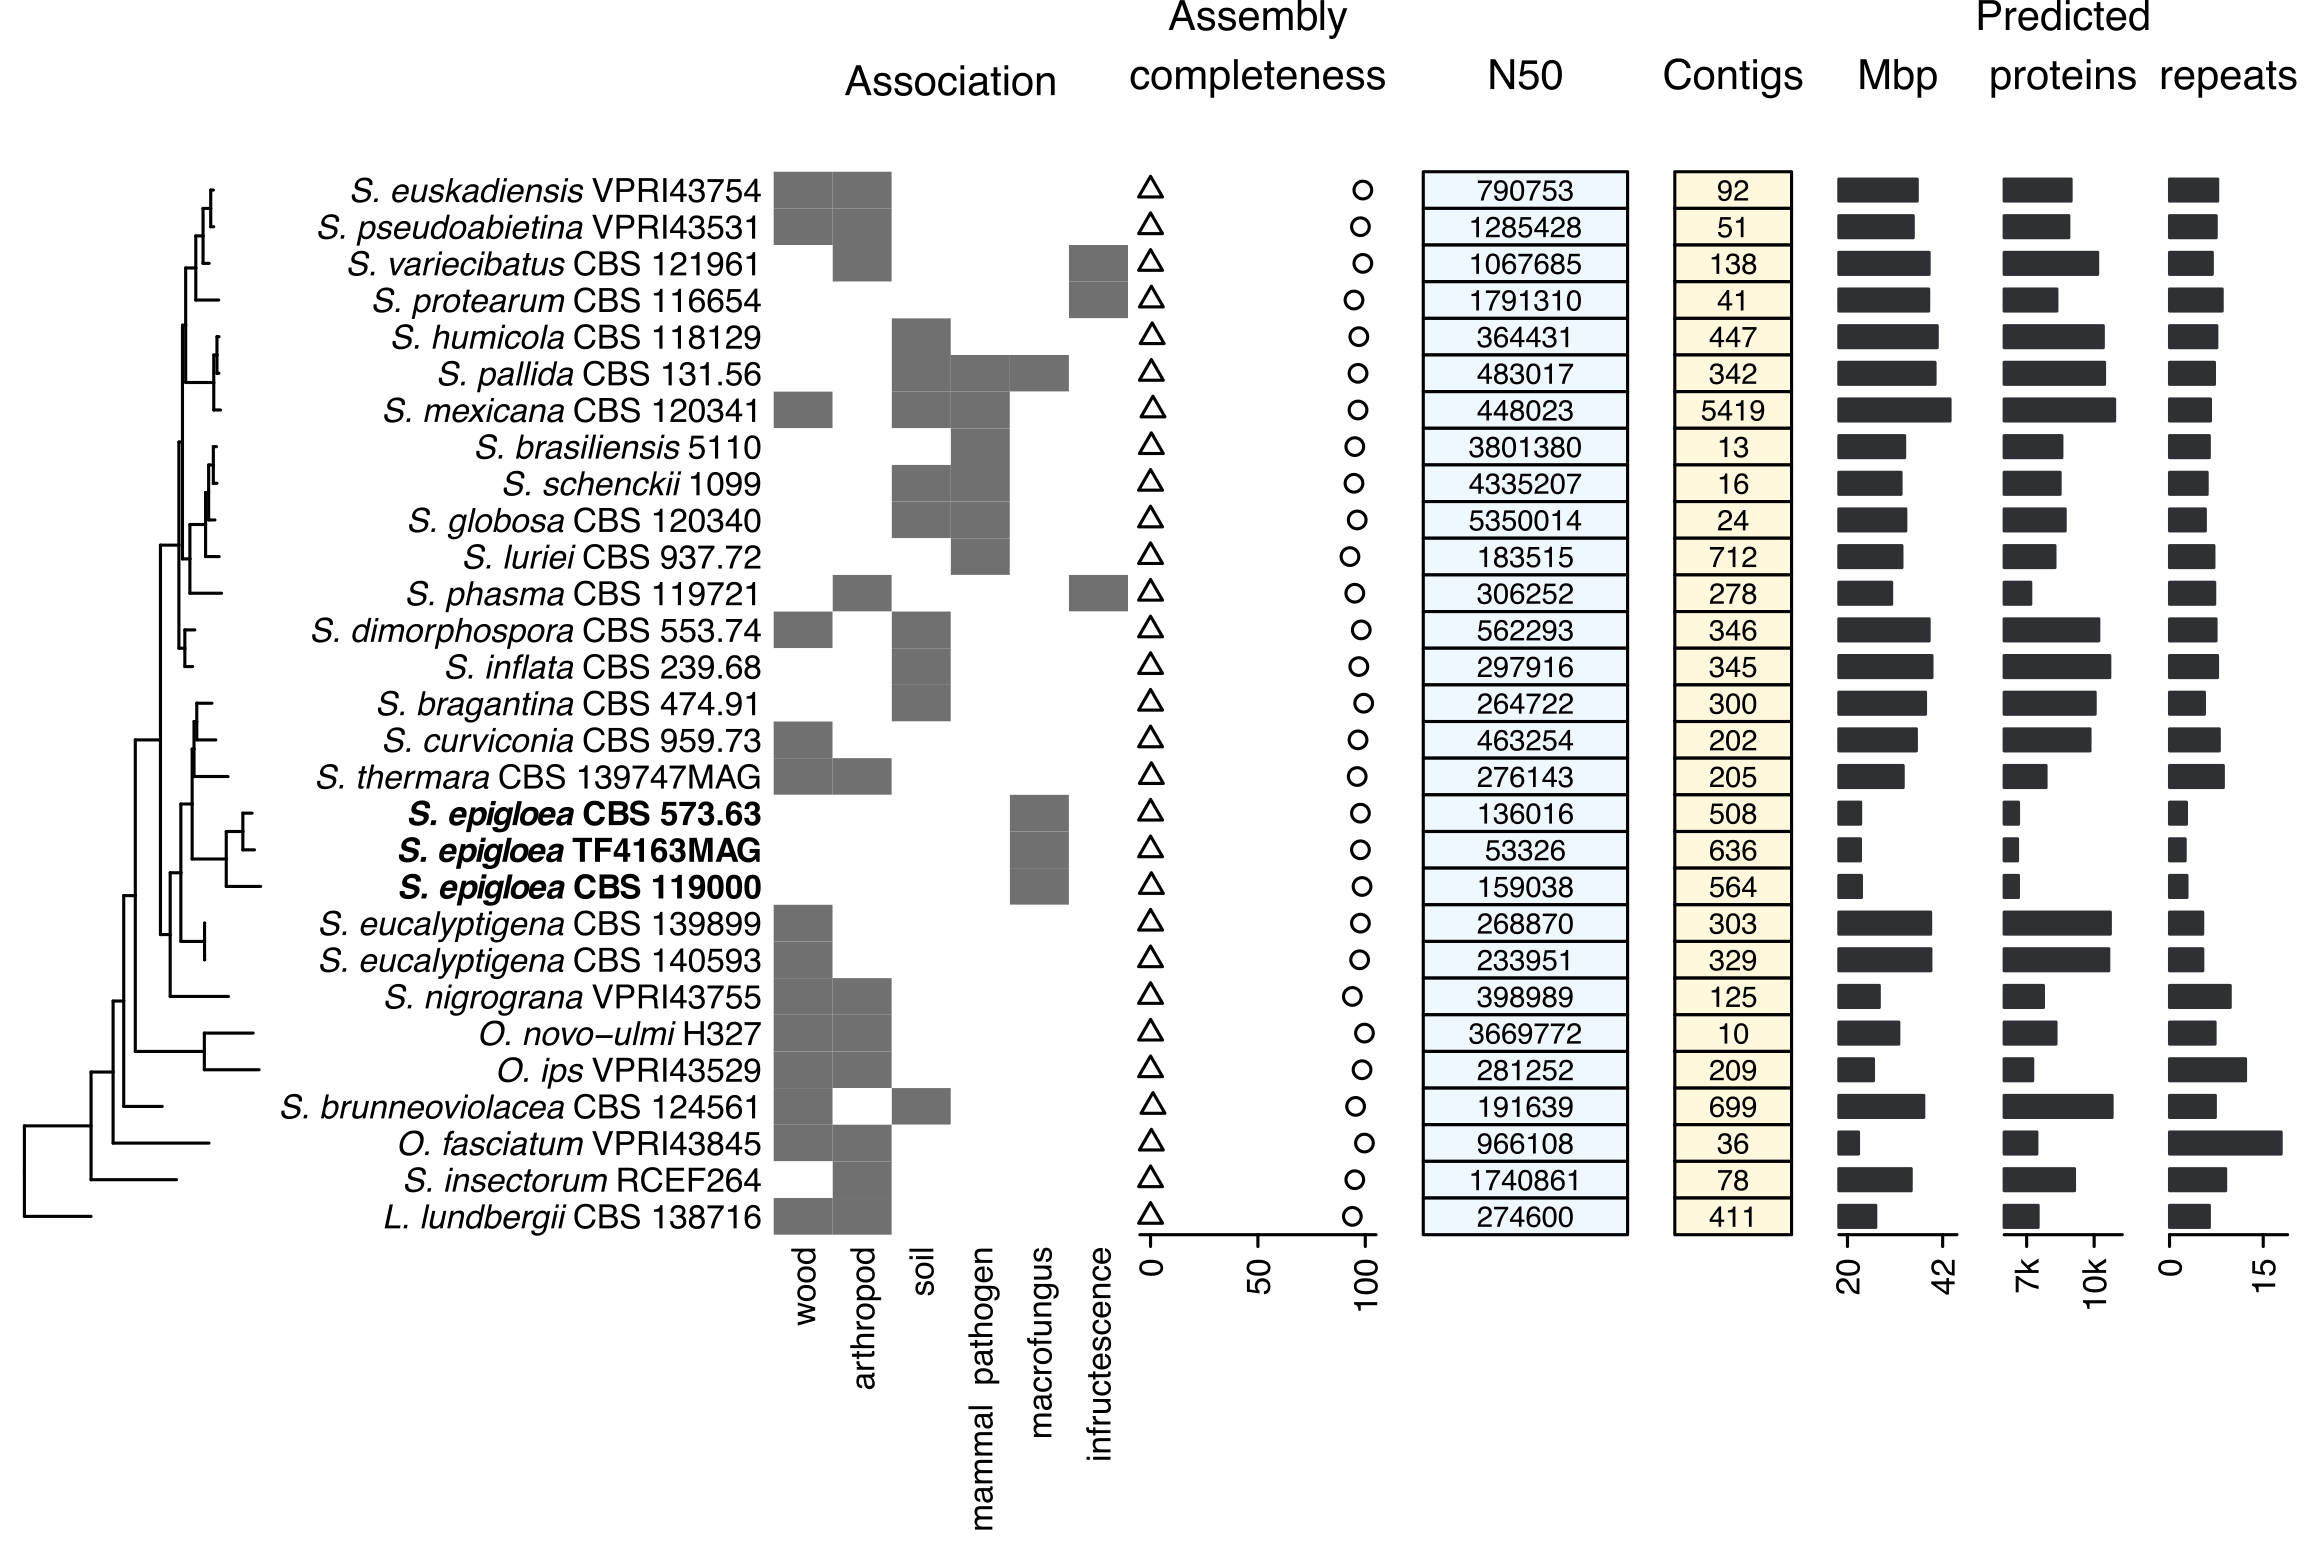 Assembly Predicted
Association completeness N50 Contigs Mbp proteins repeats
S. euskadiensis VPRI43754 790753 92
S. pseudoabietina VPRI43531 1285428 51
S. variecibatus CBS 121961 1067685 138
S. protearum CBS 116654 1791310 41
S. humicola CBS 118129 364431 447
S. pallida CBS 131.56 483017 342
S. mexicana CBS 120341 448023 5419
S. brasiliensis 5110 3801380 13
S. schenckii 1099 4335207 16
S. globosa CBS 120340 5350014 24
S. luriei CBS 937.72 183515 712
S. phasma CBS 119721 306252 278
S. dimorphospora CBS 553.74 562293 346
S. inflata CBS 239.68 297916 345
S. bragantina CBS 474.91 264722 300
S. curviconia CBS 959.73 463254 202
S. thermara CBS 139747MAG 276143 205
S. epigloea CBS 573.63 136016 508
S. epigloea TF4163MAG 53326 636
S. epigloea CBS 119000 159038 564
S. eucalyptigena CBS 139899 268870 303
S. eucalyptigena CBS 140593 233951 329
S. nigrograna VPRI43755 398989 125
O. novo−ulmi H327 3669772 10
O. ips VPRI43529 281252 209
S. brunneoviolacea CBS 124561 191639 699
O. fasciatum VPRI43845 966108 36
S. insectorum RCEF264 1740861 78
L. lundbergii CBS 138716 274600 411
wood arthropod soil mammal pathogen macrofungus infructescence 0 50 100 20 42 7k 10k 0 15